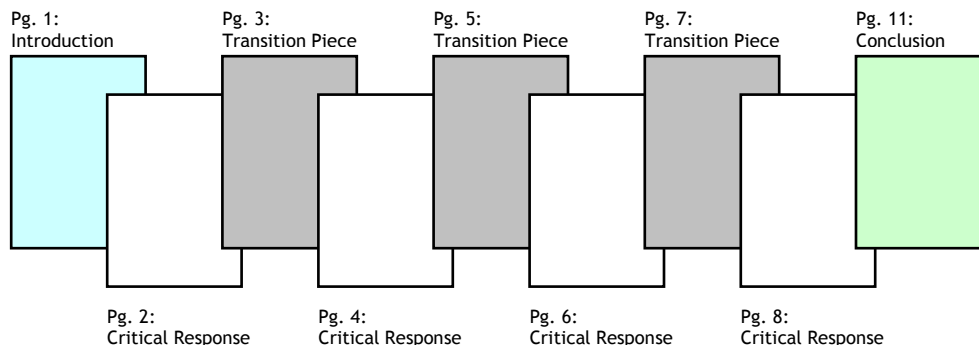 Pg. 1:
Introduction
Pg. 3:
Transition Piece
Pg. 5:
Transition Piece
Pg. 7:
Transition Piece
Pg. 11:
Conclusion
Pg. 2:
Critical Response
Pg. 4:
Critical Response
Pg. 6:
Critical Response
Pg. 8:
Critical Response